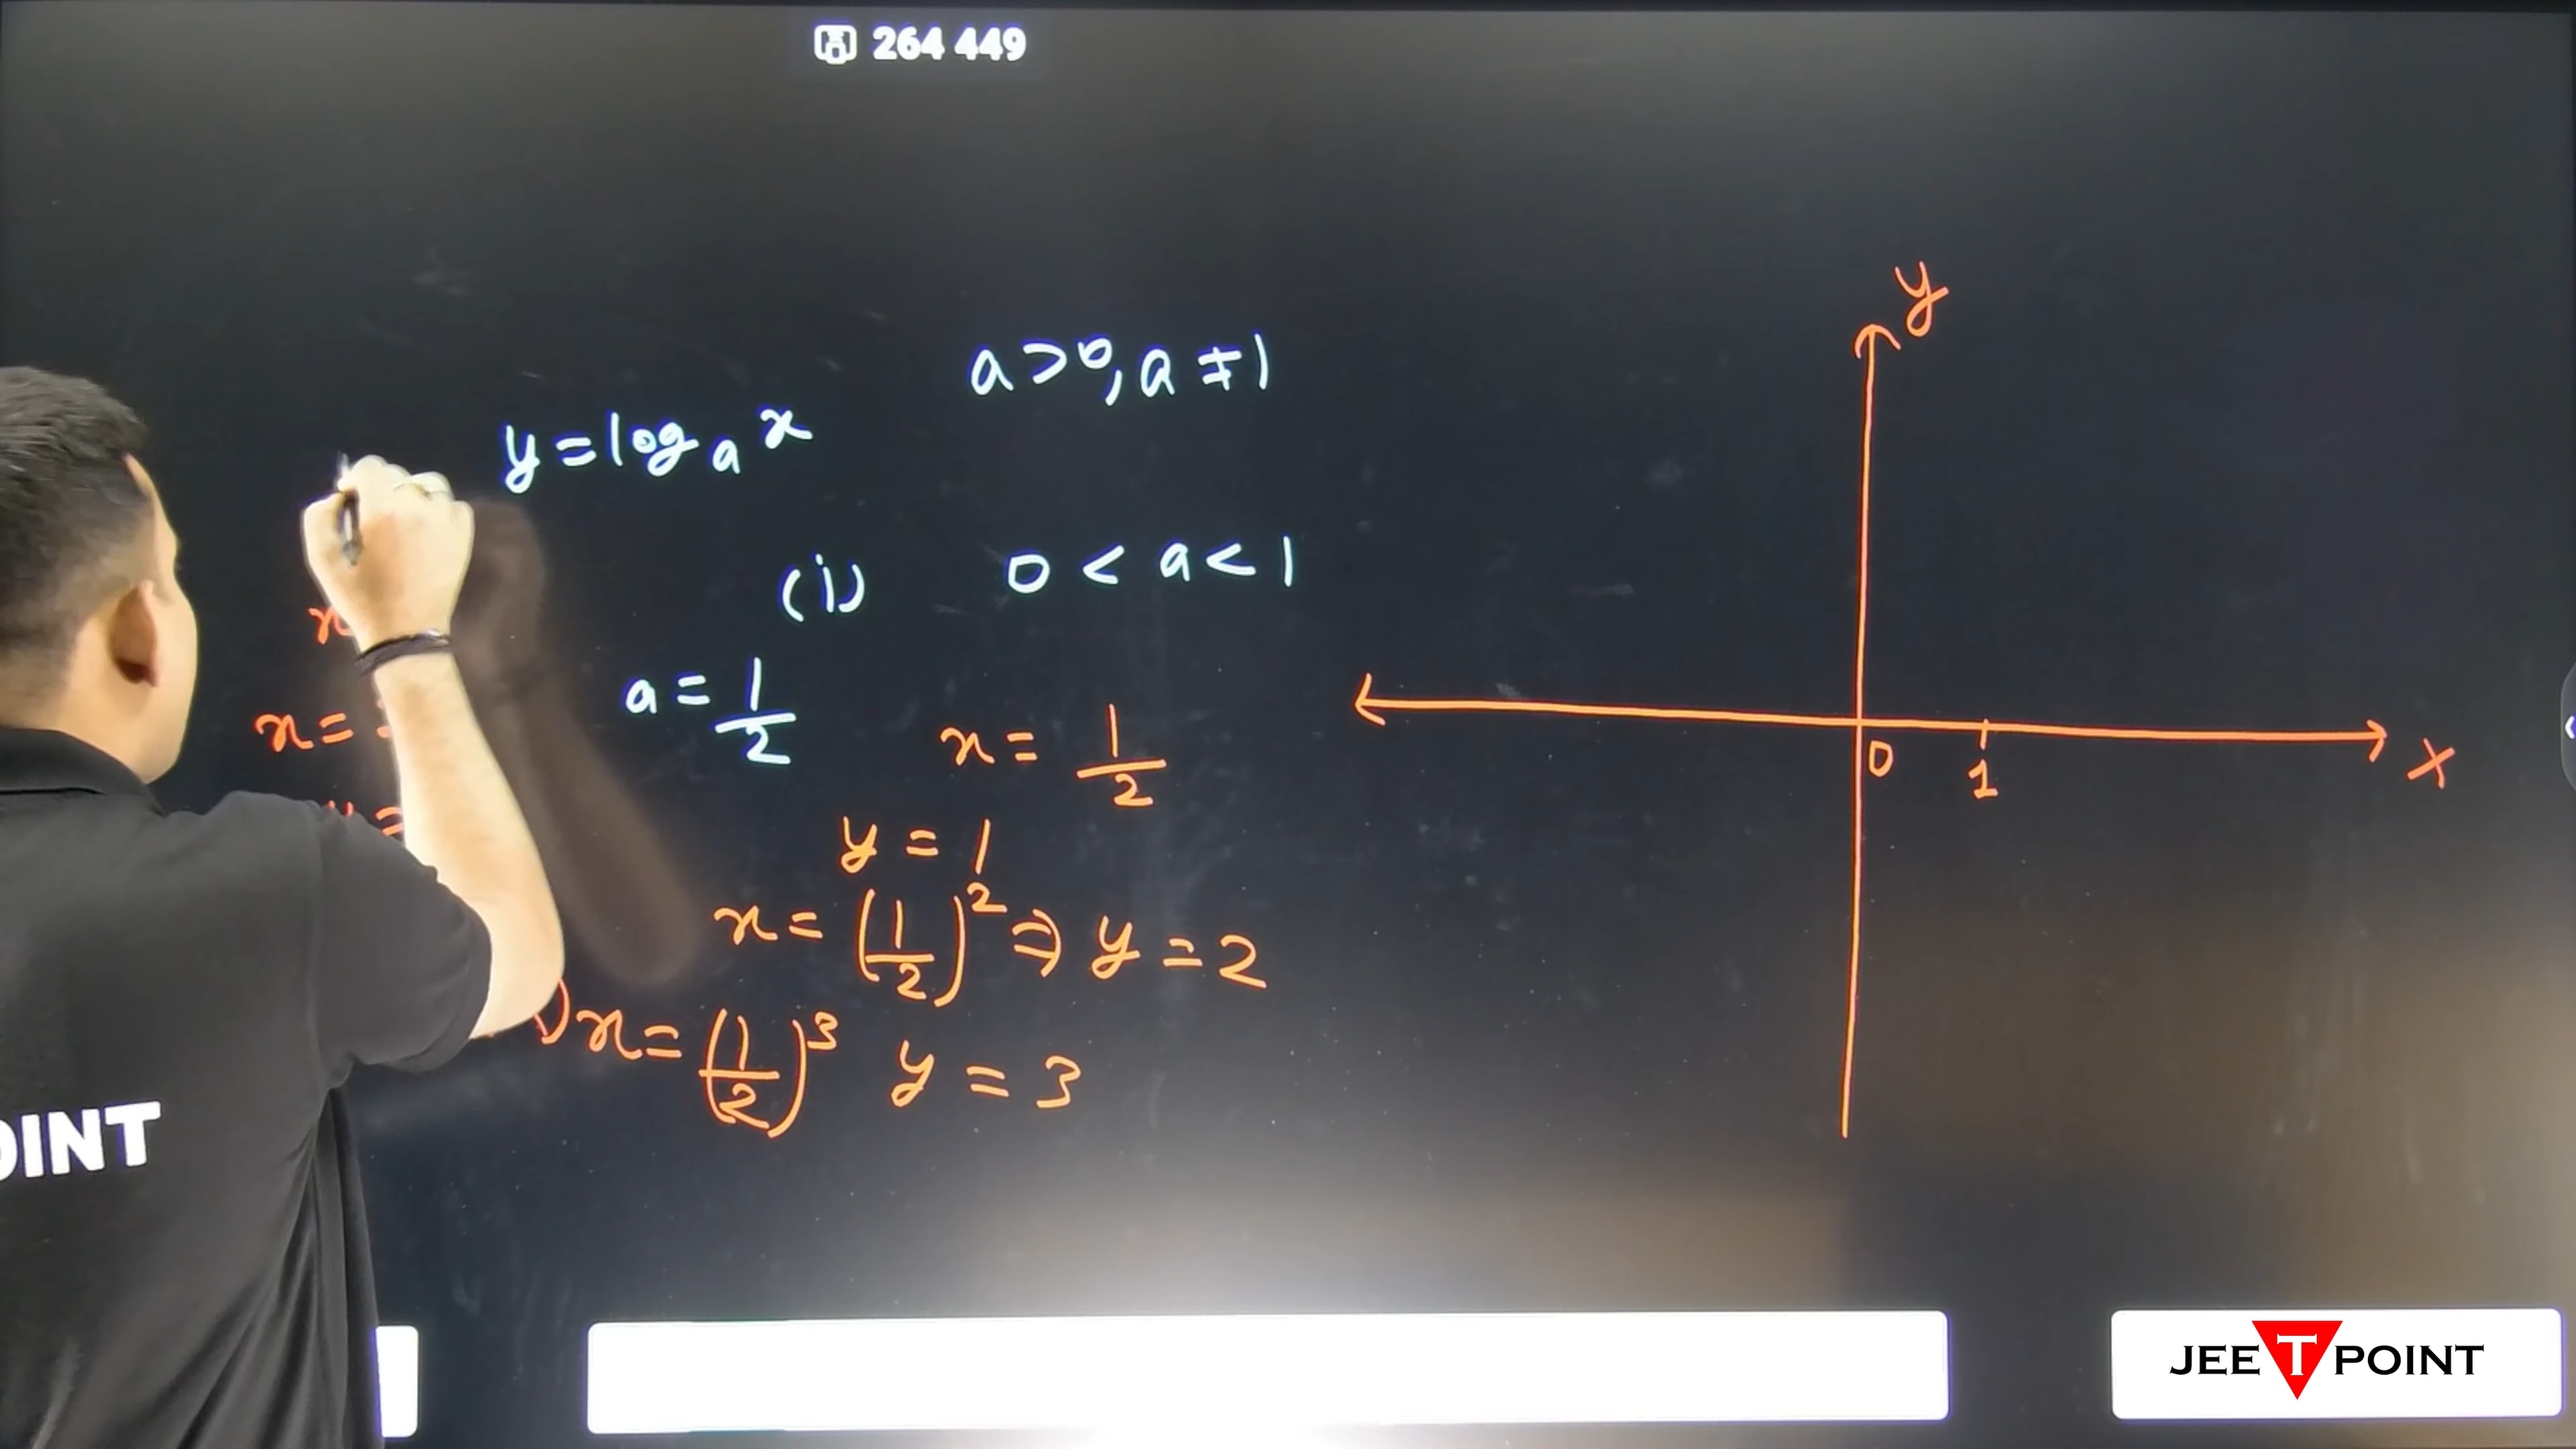 264 449
y
a>0, a≠1
y = log_a x
(i) 0 < a < 1
x
a = 1/2
x =
x = 1/2
0 1 x
y = 1
x = (1/2)^2 ⇒ y = 2
x = (1/2)^3 y = 3
OINT
JEE T POINT